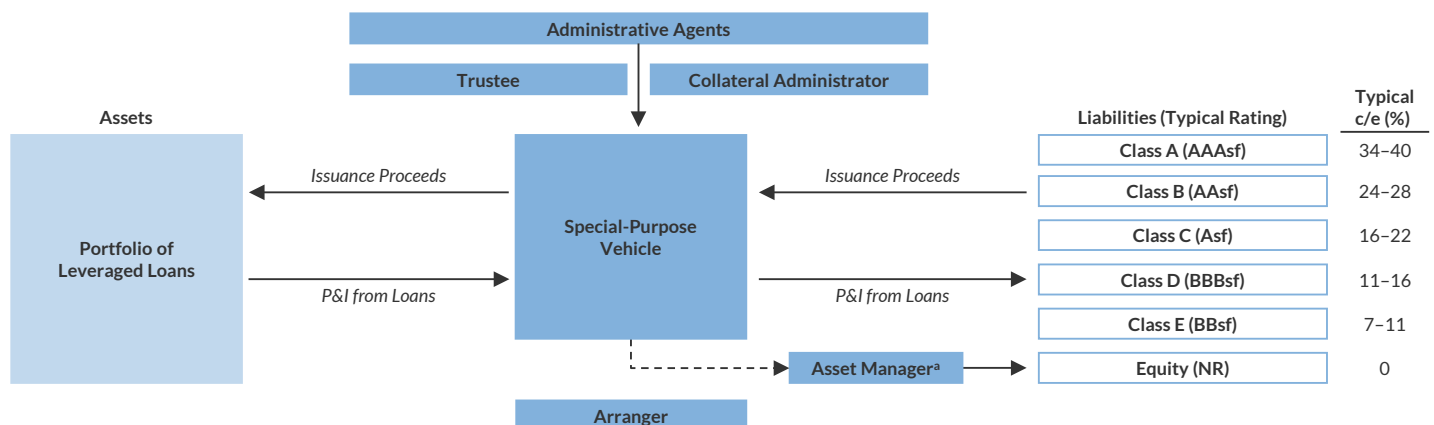 Administrative Agents
Trustee
Collateral Administrator
Assets
Liabilities (Typical Rating)
Typical
c/e (%)
Portfolio of
Leveraged Loans
Issuance Proceeds
P&I from Loans
Special-Purpose
Vehicle
Issuance Proceeds
P&I from Loans
Class A (AAAsf)
34–40
Class B (AAsf)
24–28
Class C (Asf)
16–22
Class D (BBBsf)
11–16
Class E (BBsf)
7–11
Asset Managerᵃ
Equity (NR)
0
Arranger